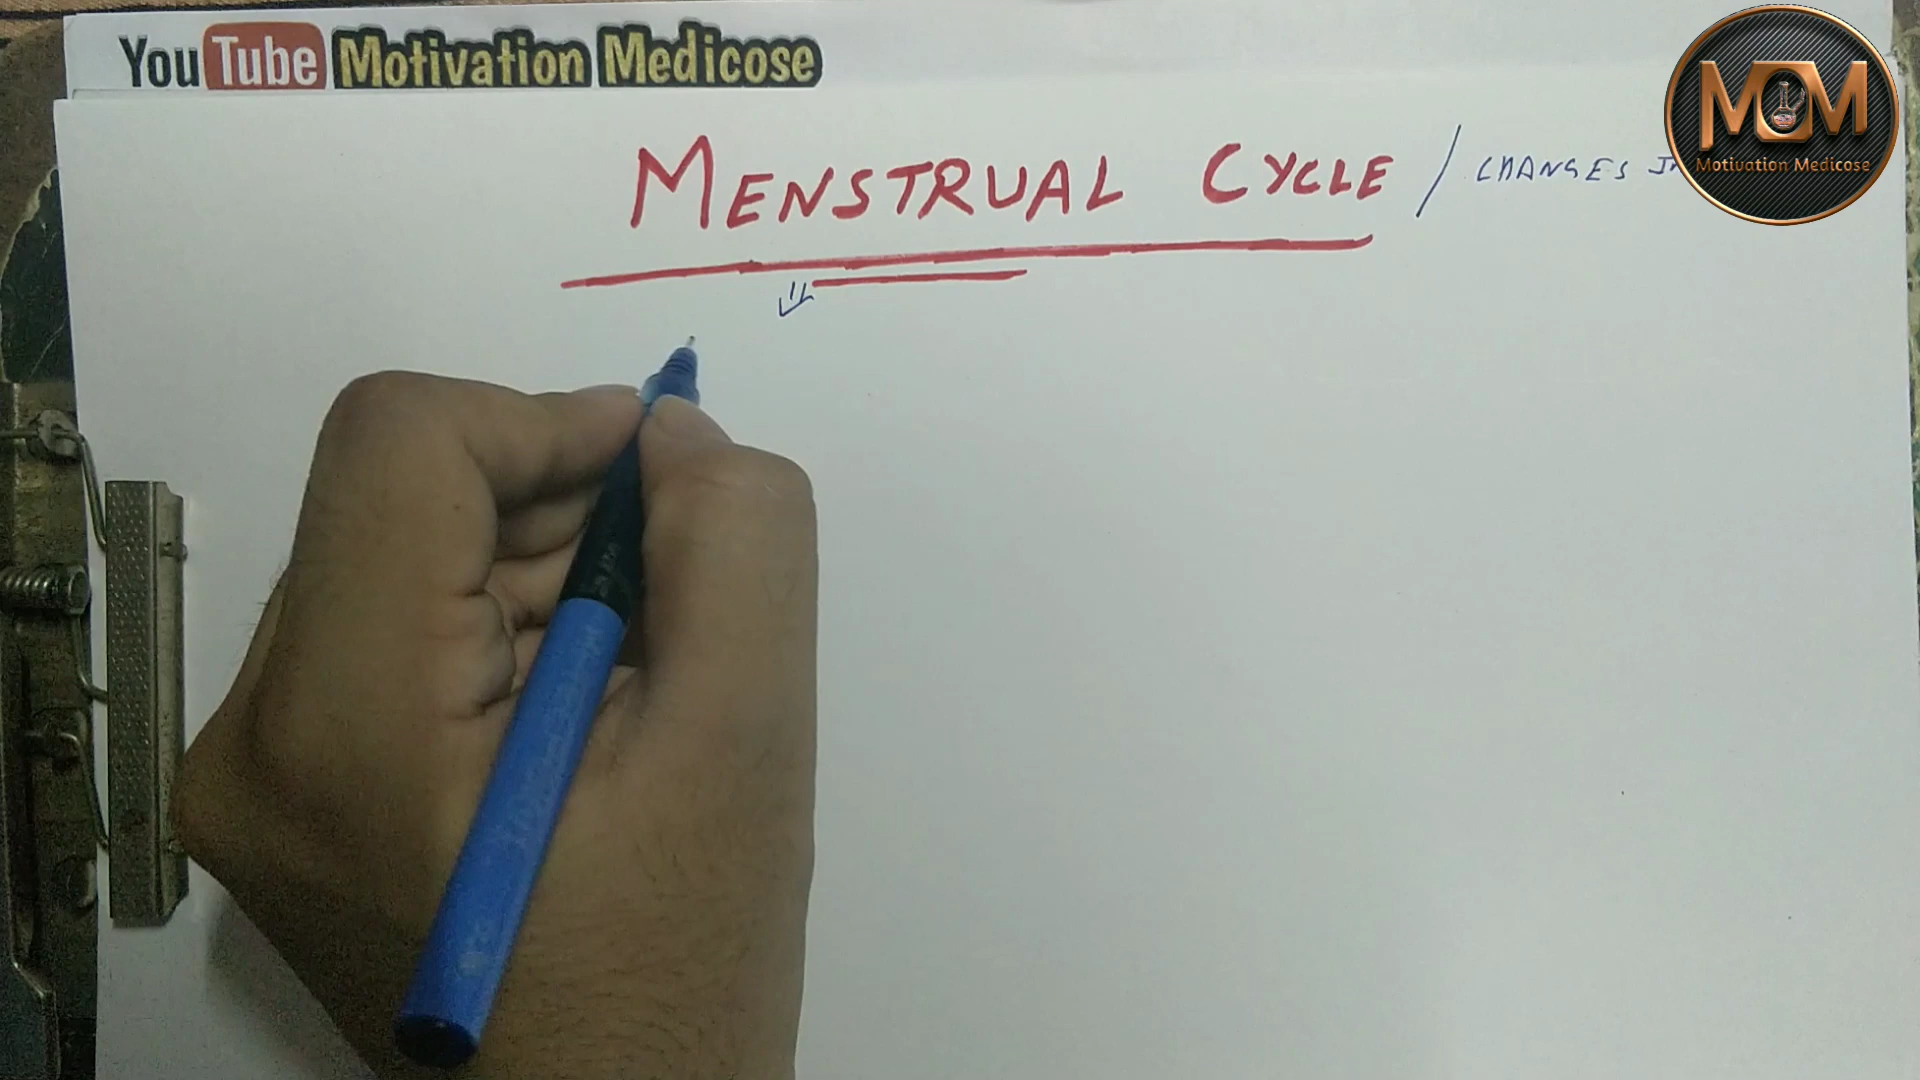 YouTube Motivation Medicose
MOM
Motivation Medicose
MENSTRUAL CYCLE / CHANGES